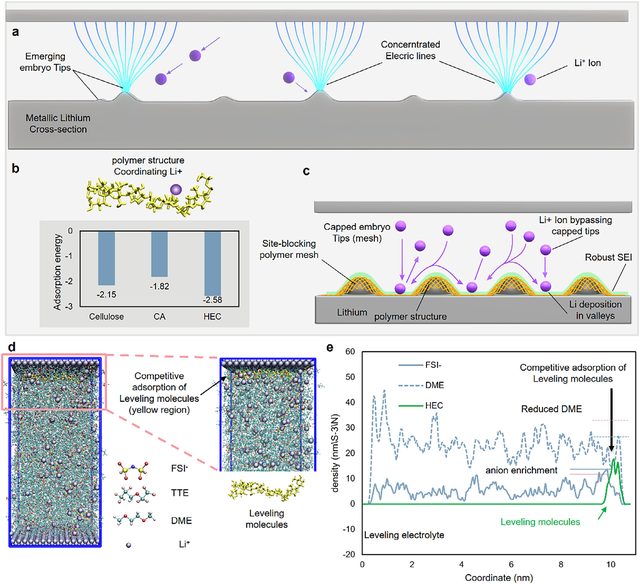 a
Emerging
embryo Tips
Concerntrated
Elecric lines
Li⁺ Ion
Metallic Lithium
Cross-section
b
polymer structure
Coordinating Li+
Adsorption energy
0
-1
-2
-3
-2.15
-1.82
-2.58
Cellulose
CA
HEC
c
Capped embryo
Tips (mesh)
Li+ Ion bypassing
capped tips
Site-blocking
polymer mesh
Robust SEI
Lithium
polymer structure
Li deposition
in valleys
d
Competitive
adsorption of
Leveling molecules
(yellow region)
FSI-
TTE
DME
Li⁺
Leveling
molecules
e
60
50
40
30
20
10
0
-10
-20
density (nm\S-3\N)
FSI-
DME
HEC
Competitive adsorption of
Leveling molecules
Reduced DME
anion enrichment
Leveling molecules
Leveling electrolyte
0
2
4
6
8
10
Coordinate (nm)